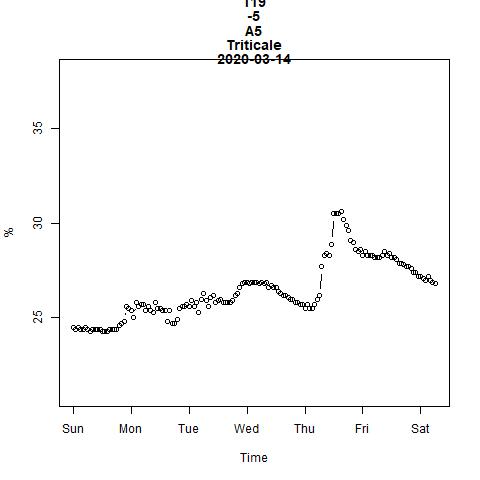 T19
-5
A5
Triticale
2020-03-14
35
30
25
%
Sun Mon Tue Wed Thu Fri Sat
Time